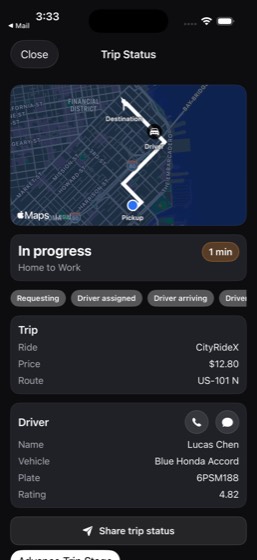 3:33
◀ Mail
Close
Trip Status
FINANCIAL
DISTRICT
Destination
Driver
Pickup
Maps
In progress
1 min
Home to Work
Requesting
Driver assigned
Driver arriving
Trip
Ride CityRideX
Price $12.80
Route US-101 N
Driver
Name Lucas Chen
Vehicle Blue Honda Accord
Plate 6PSM188
Rating 4.82
Share trip status
Advance Trip Stage